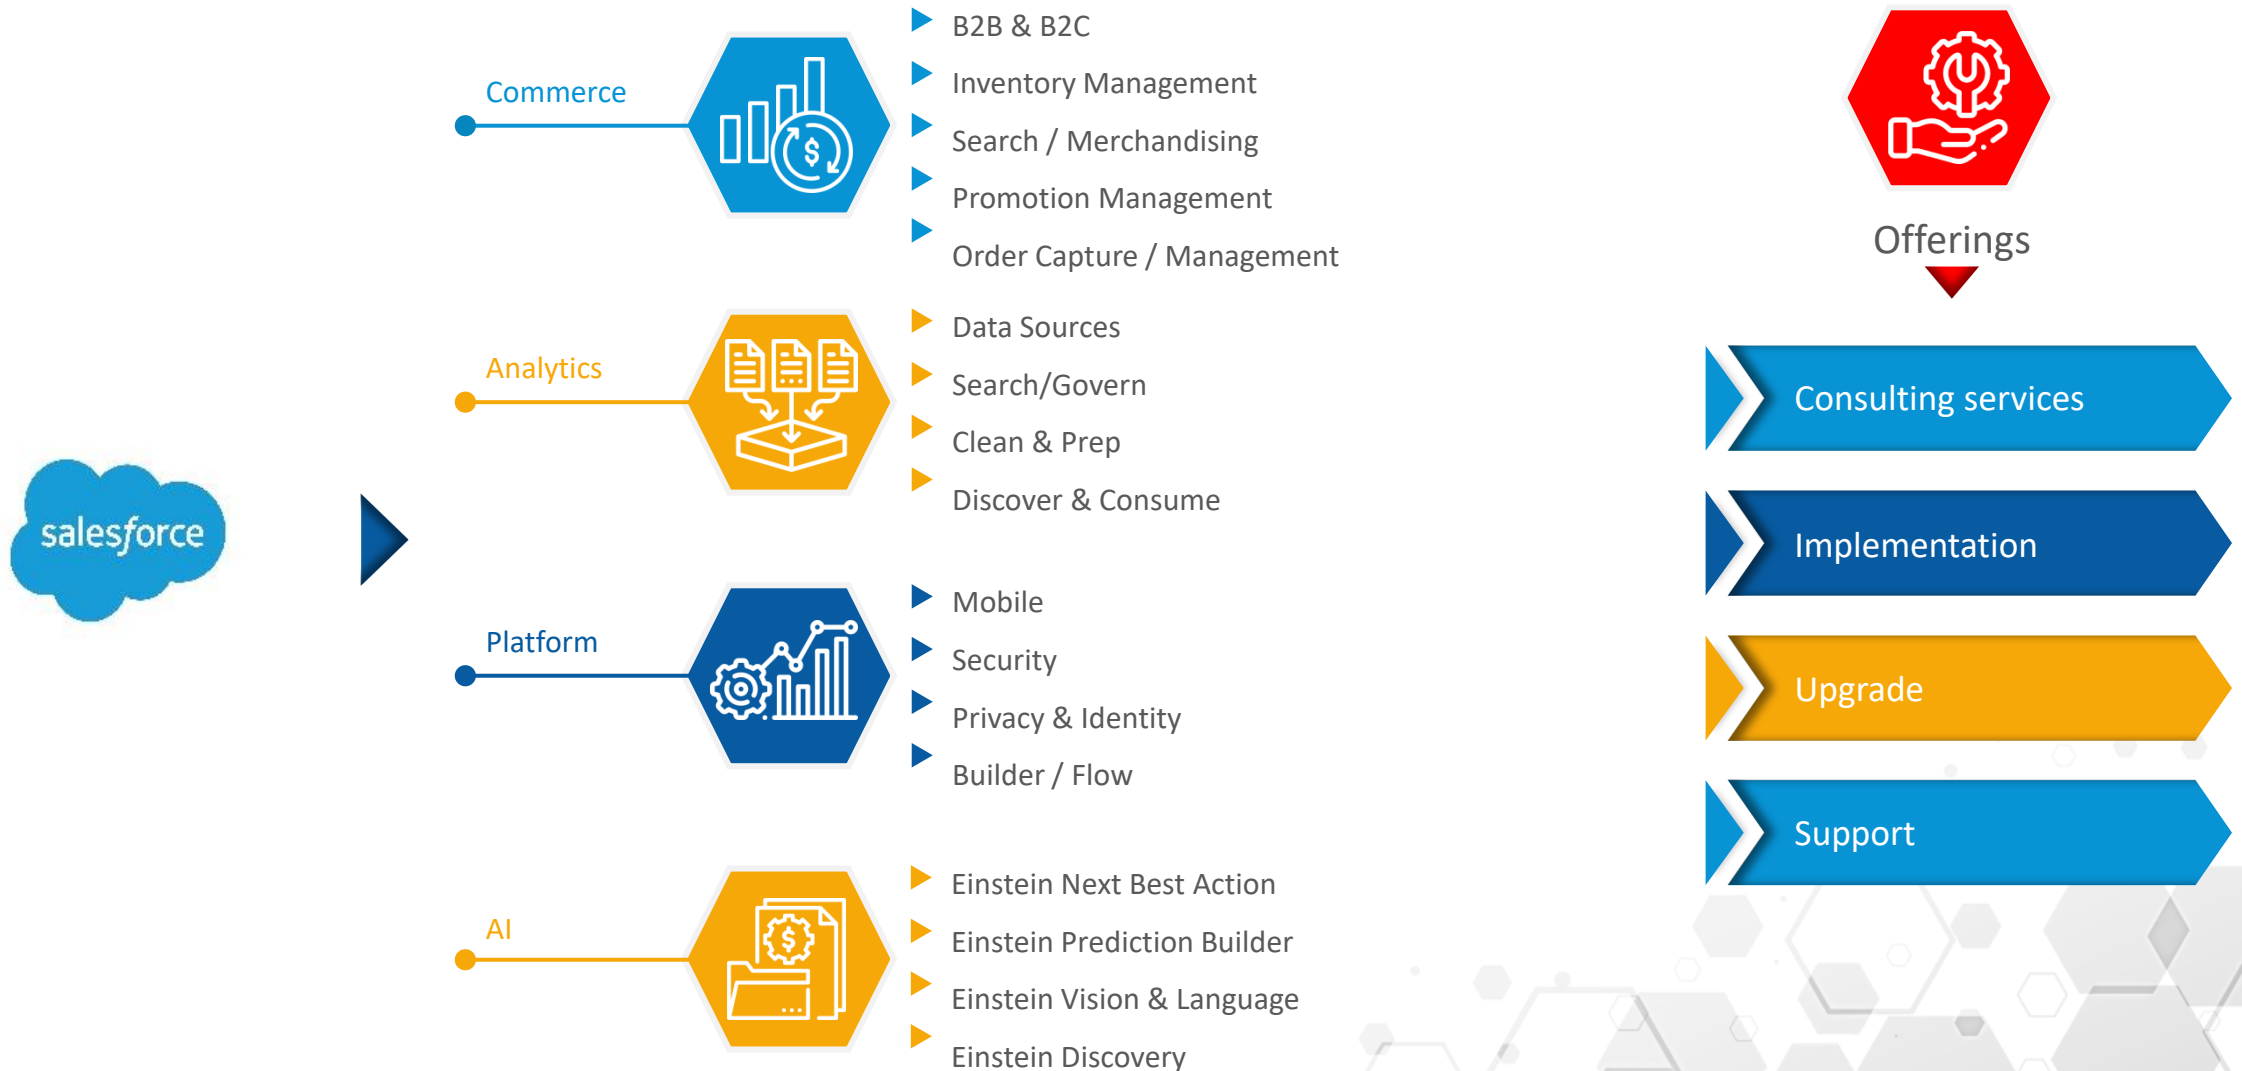 salesforce
Commerce
B2B & B2C
Inventory Management
Search / Merchandising
Promotion Management
Order Capture / Management
Analytics
Data Sources
Search/Govern
Clean & Prep
Discover & Consume
Platform
Mobile
Security
Privacy & Identity
Builder / Flow
AI
Einstein Next Best Action
Einstein Prediction Builder
Einstein Vision & Language
Einstein Discovery
Offerings
Consulting services
Implementation
Upgrade
Support